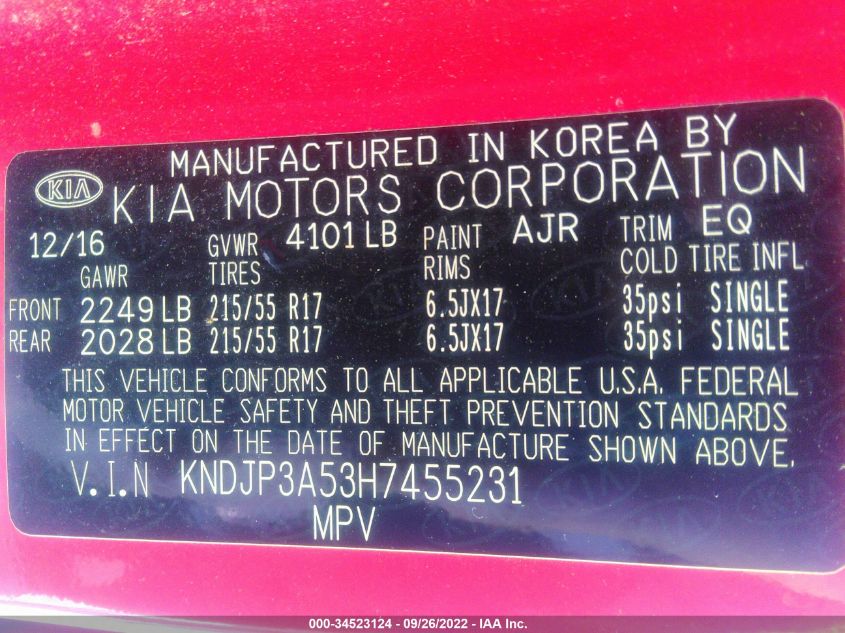 MANUFACTURED IN KOREA BY
KIA KIA MOTORS CORPORATION
12/16 GVWR 4101 LB PAINT AJR TRIM EQ
GAWR TIRES RIMS COLD TIRE INFL
FRONT 2249 LB 215/55 R17 6.5JX17 35psi SINGLE
REAR 2028 LB 215/55 R17 6.5JX17 35psi SINGLE
THIS VEHICLE CONFORMS TO ALL APPLICABLE U.S.A. FEDERAL
MOTOR VEHICLE SAFETY AND THEFT PREVENTION STANDARDS
IN EFFECT ON THE DATE OF MANUFACTURE SHOWN ABOVE.
V.I.N KNDJP3A53H7455231
MPV
000-34523124 - 09/26/2022 - IAA Inc.